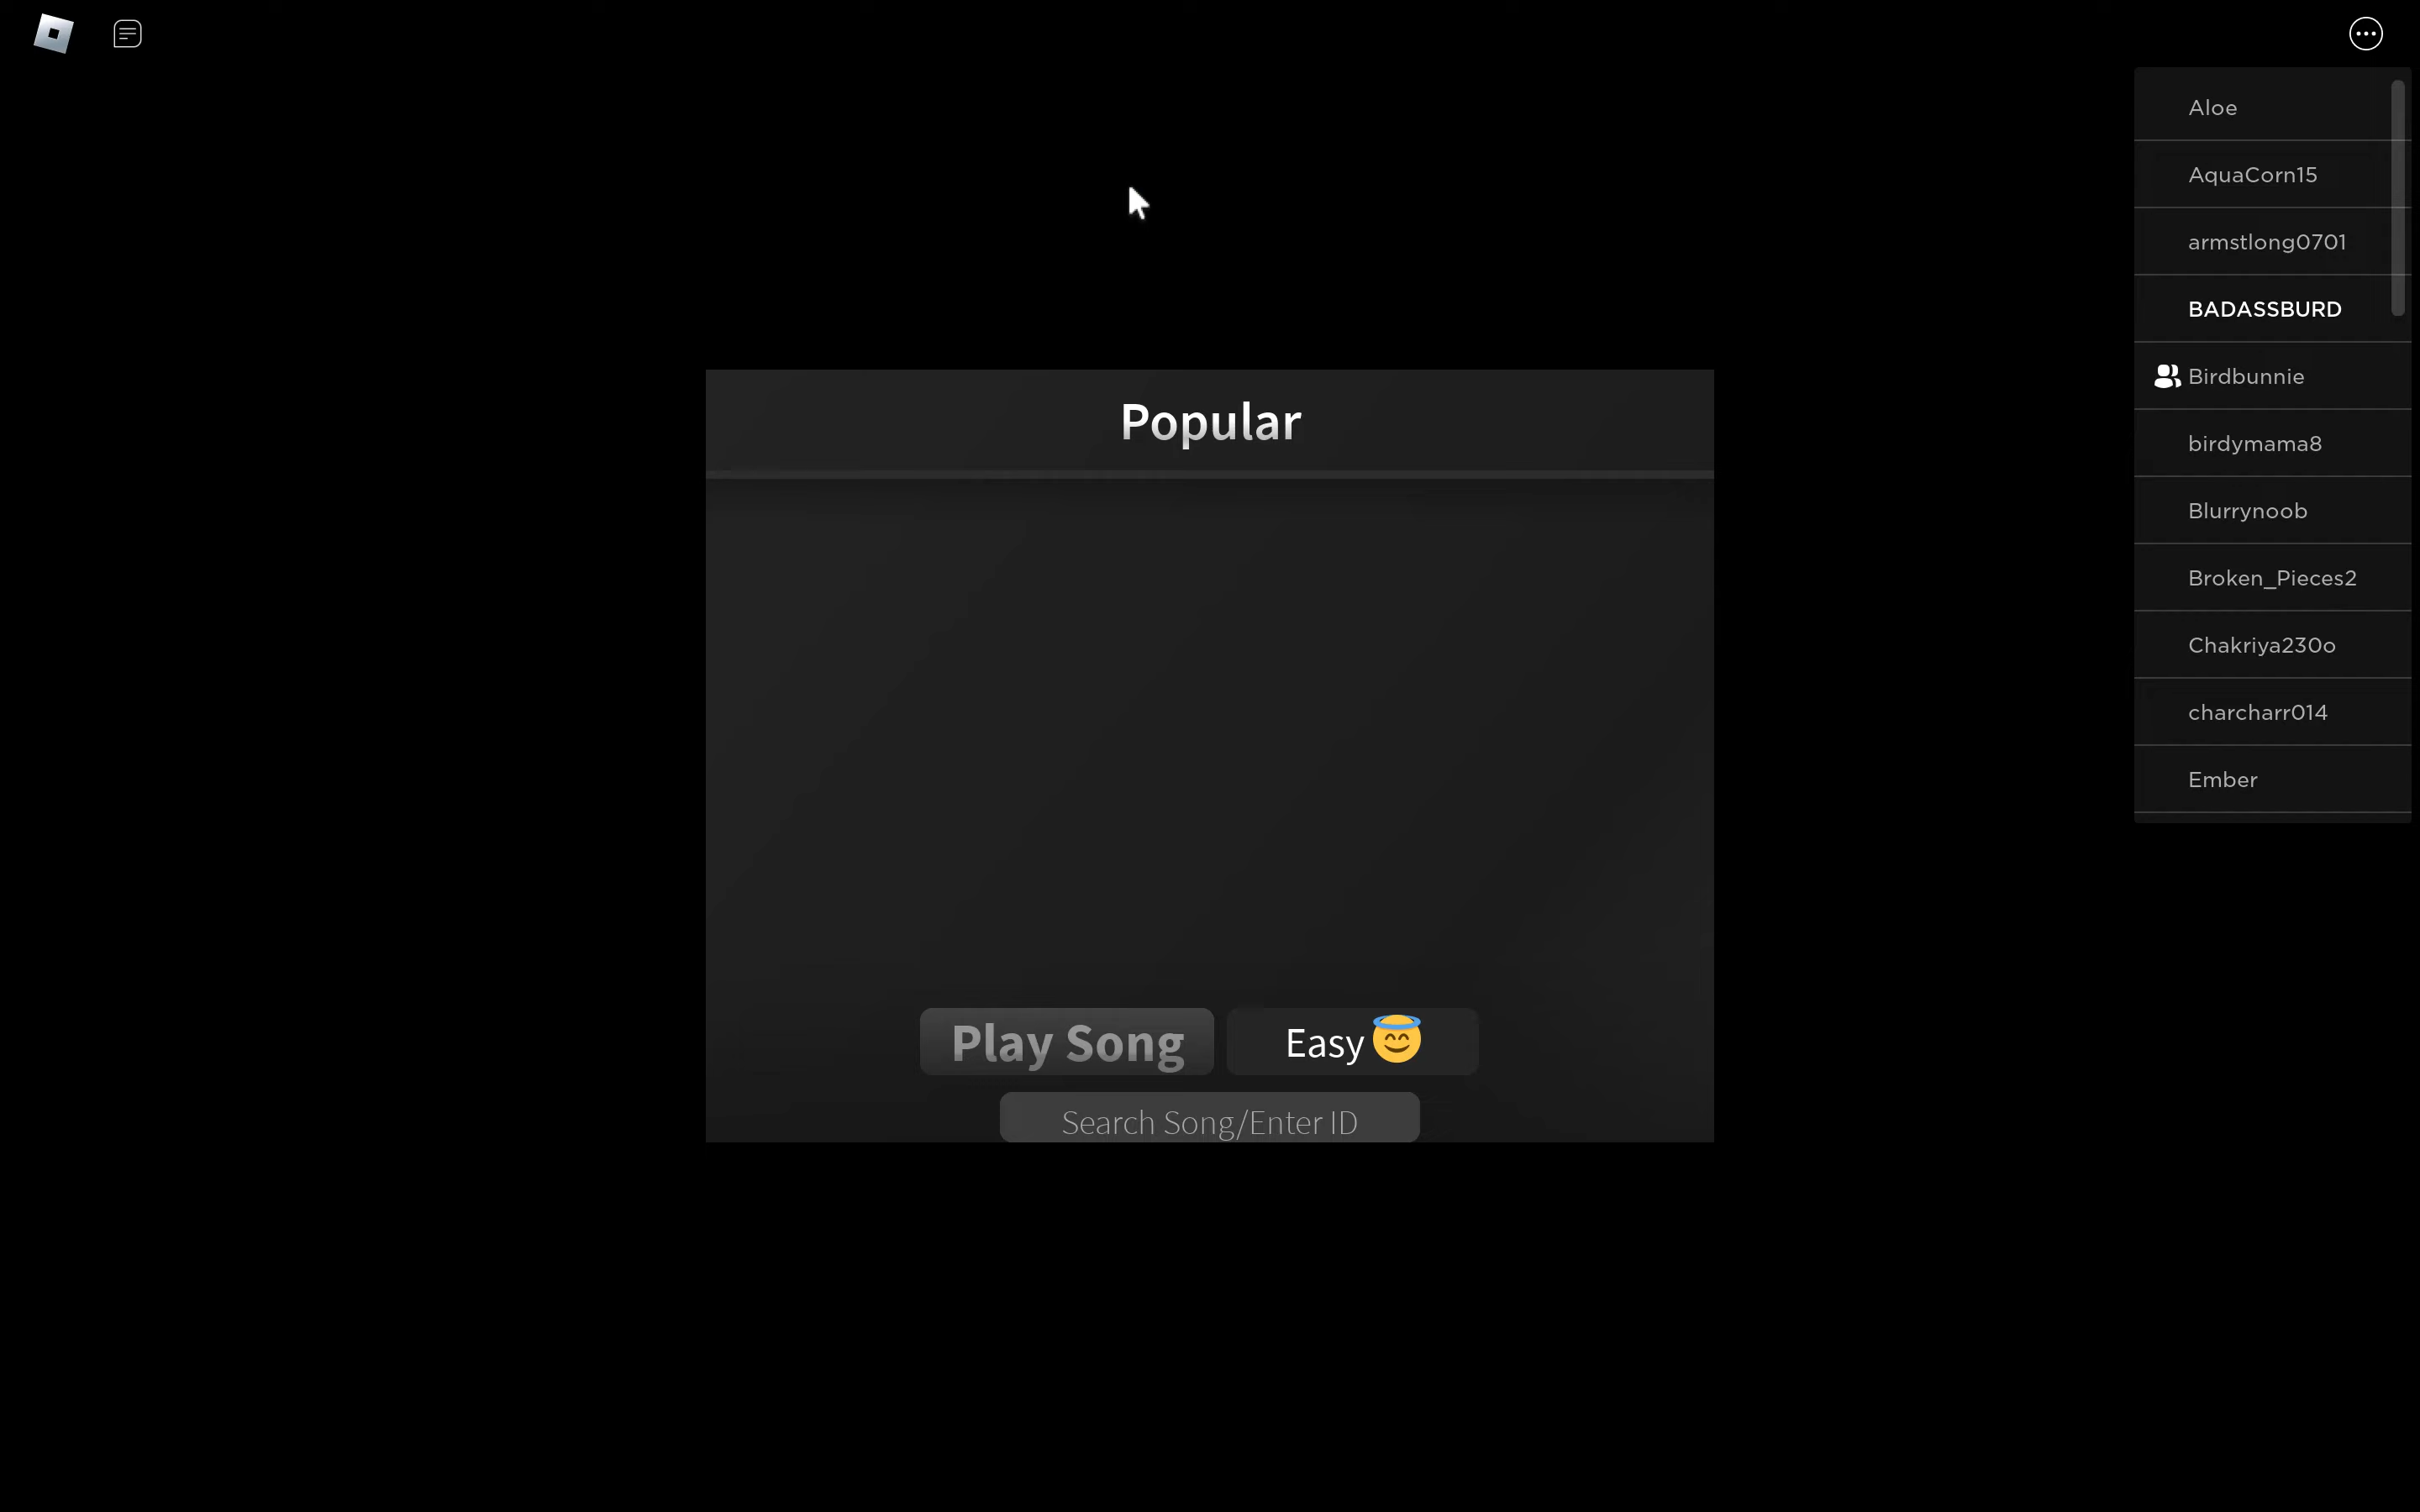 Popular
Play Song
Easy
Search Song/Enter ID
Aloe
AquaCorn15
armstlong0701
BADASSBURD
Birdbunnie
birdymama8
Blurrynoob
Broken_Pieces2
Chakriya230o
charcharr014
Ember